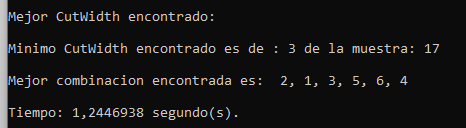 Mejor CutWidth encontrado:
Minimo CutWidth encontrado es de : 3 de la muestra: 17
Mejor combinacion encontrada es:  2, 1, 3, 5, 6, 4
Tiempo: 1,2446938 segundo(s).